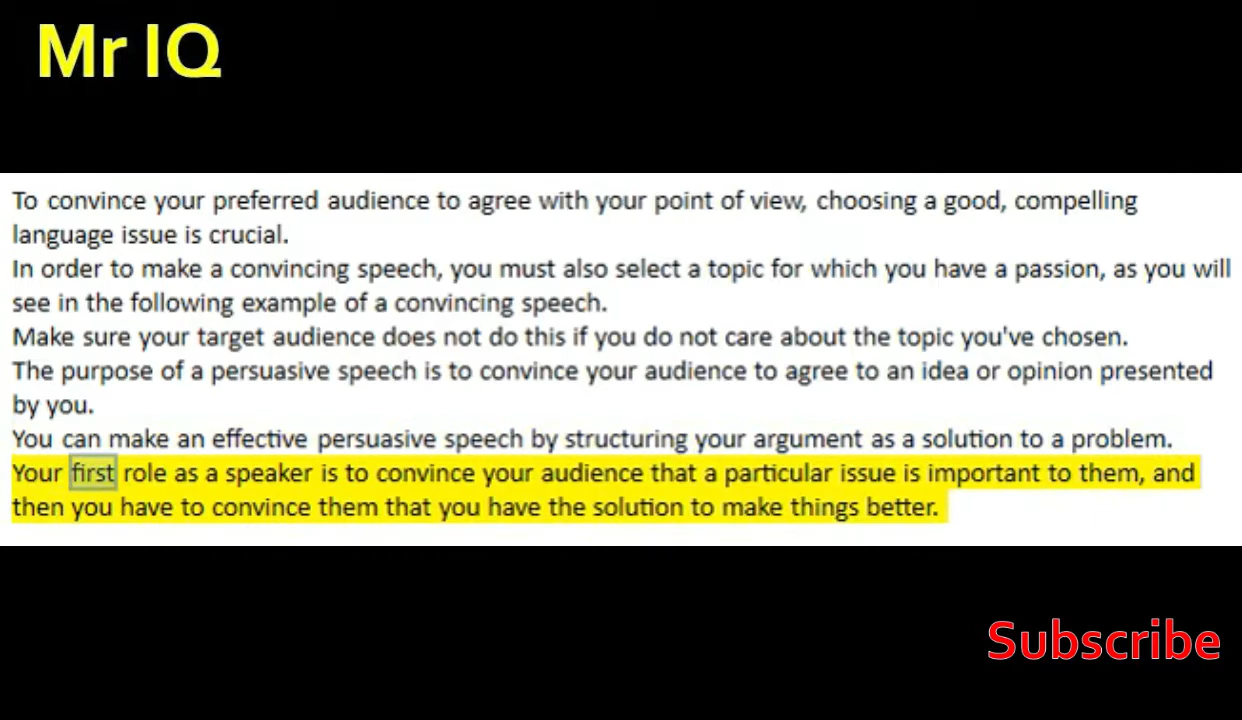 Mr IQ
To convince your preferred audience to agree with your point of view, choosing a good, compelling
language issue is crucial.
In order to make a convincing speech, you must also select a topic for which you have a passion, as you will
see in the following example of a convincing speech.
Make sure your target audience does not do this if you do not care about the topic you've chosen.
The purpose of a persuasive speech is to convince your audience to agree to an idea or opinion presented
by you.
You can make an effective persuasive speech by structuring your argument as a solution to a problem.
Your first role as a speaker is to convince your audience that a particular issue is important to them, and
then you have to convince them that you have the solution to make things better.
Subscribe